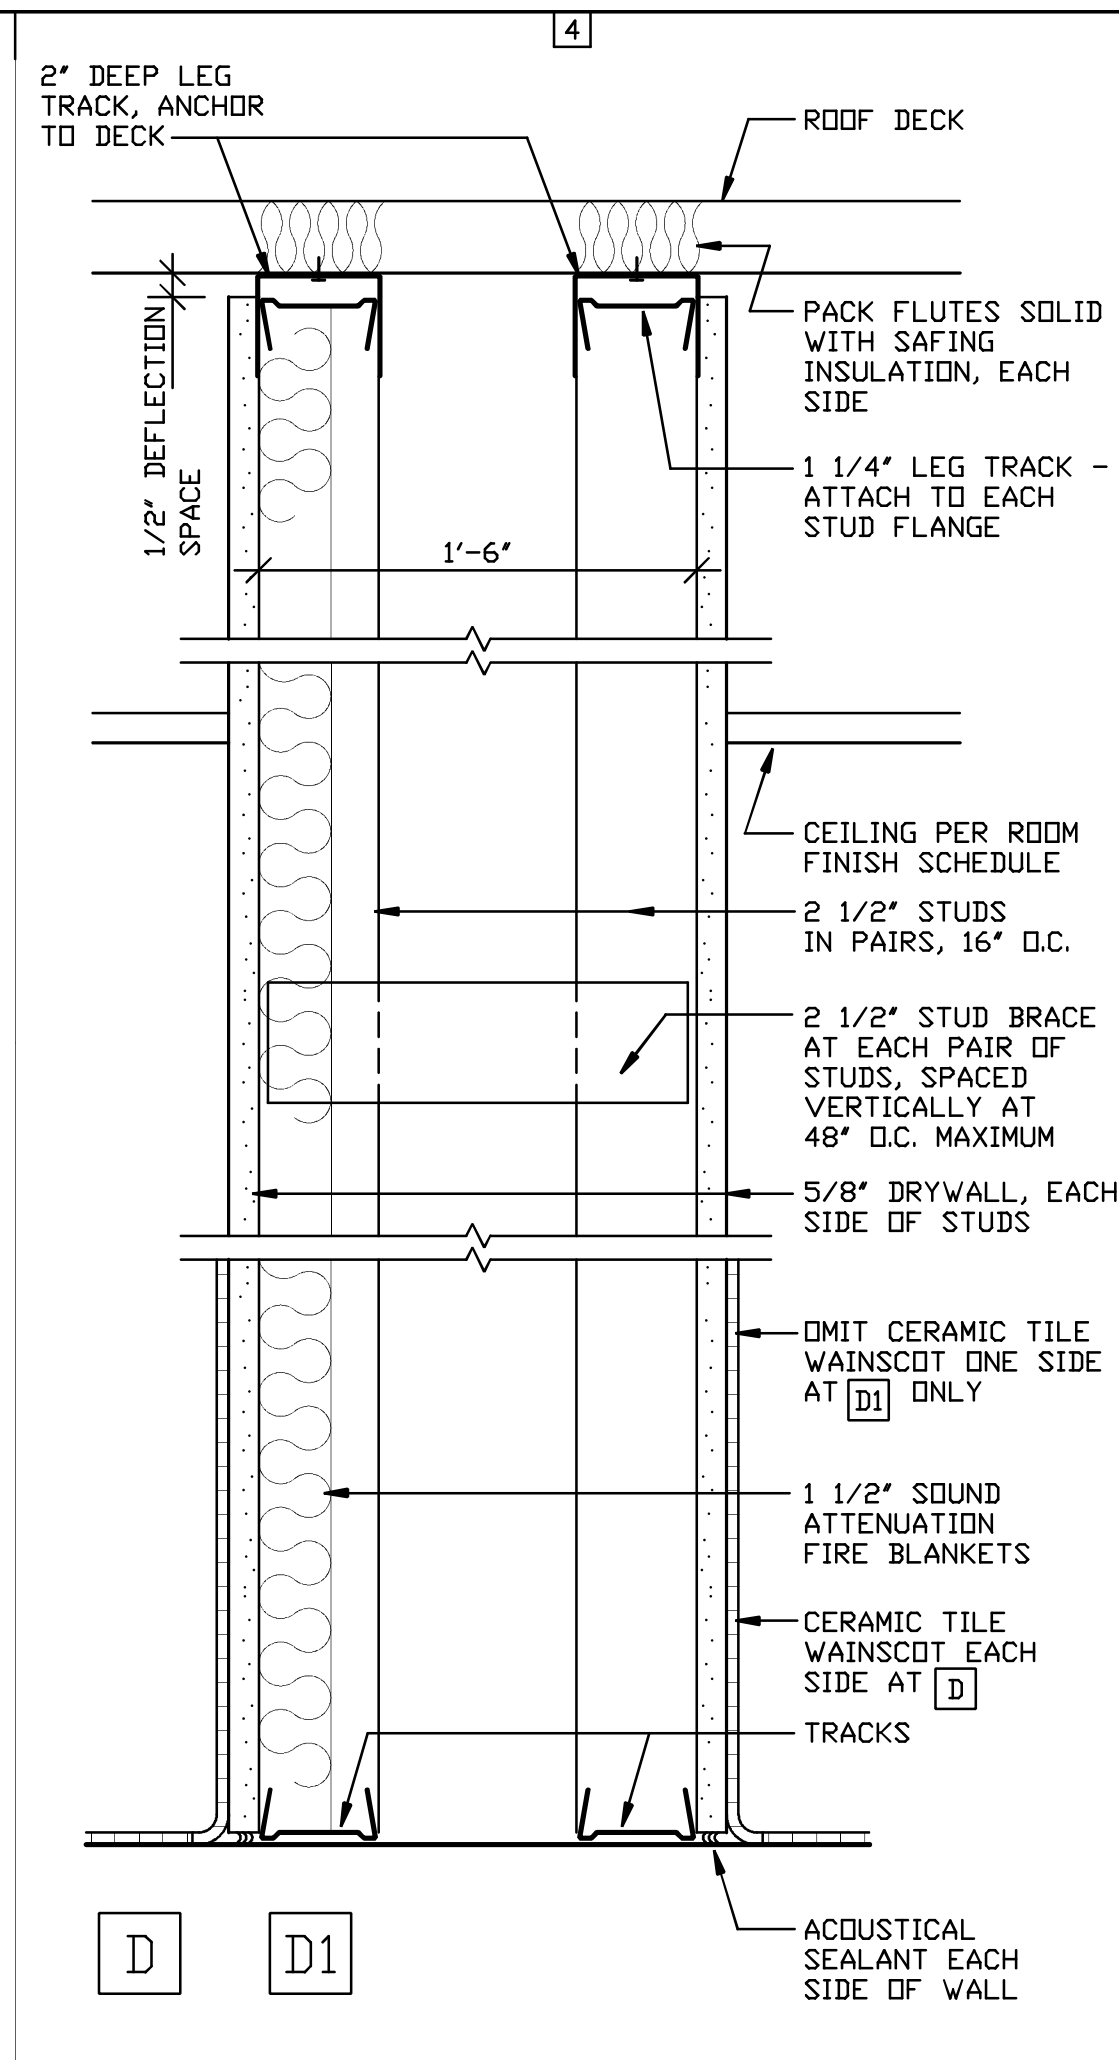 4
2" DEEP LEG
TRACK, ANCHOR
TO DECK
ROOF DECK
PACK FLUTES SOLID
WITH SAFING
INSULATION, EACH
SIDE
1/2" DEFLECTION
SPACE
1 1/4" LEG TRACK -
ATTACH TO EACH
STUD FLANGE
1'-6"
CEILING PER ROOM
FINISH SCHEDULE
2 1/2" STUDS
IN PAIRS, 16" O.C.
2 1/2" STUD BRACE
AT EACH PAIR OF
STUDS, SPACED
VERTICALLY AT
48" O.C. MAXIMUM
5/8" DRYWALL, EACH
SIDE OF STUDS
OMIT CERAMIC TILE
WAINSCOT ONE SIDE
AT D1 ONLY
1 1/2" SOUND
ATTENUATION
FIRE BLANKETS
CERAMIC TILE
WAINSCOT EACH
SIDE AT D
TRACKS
ACOUSTICAL
SEALANT EACH
SIDE OF WALL
D D1